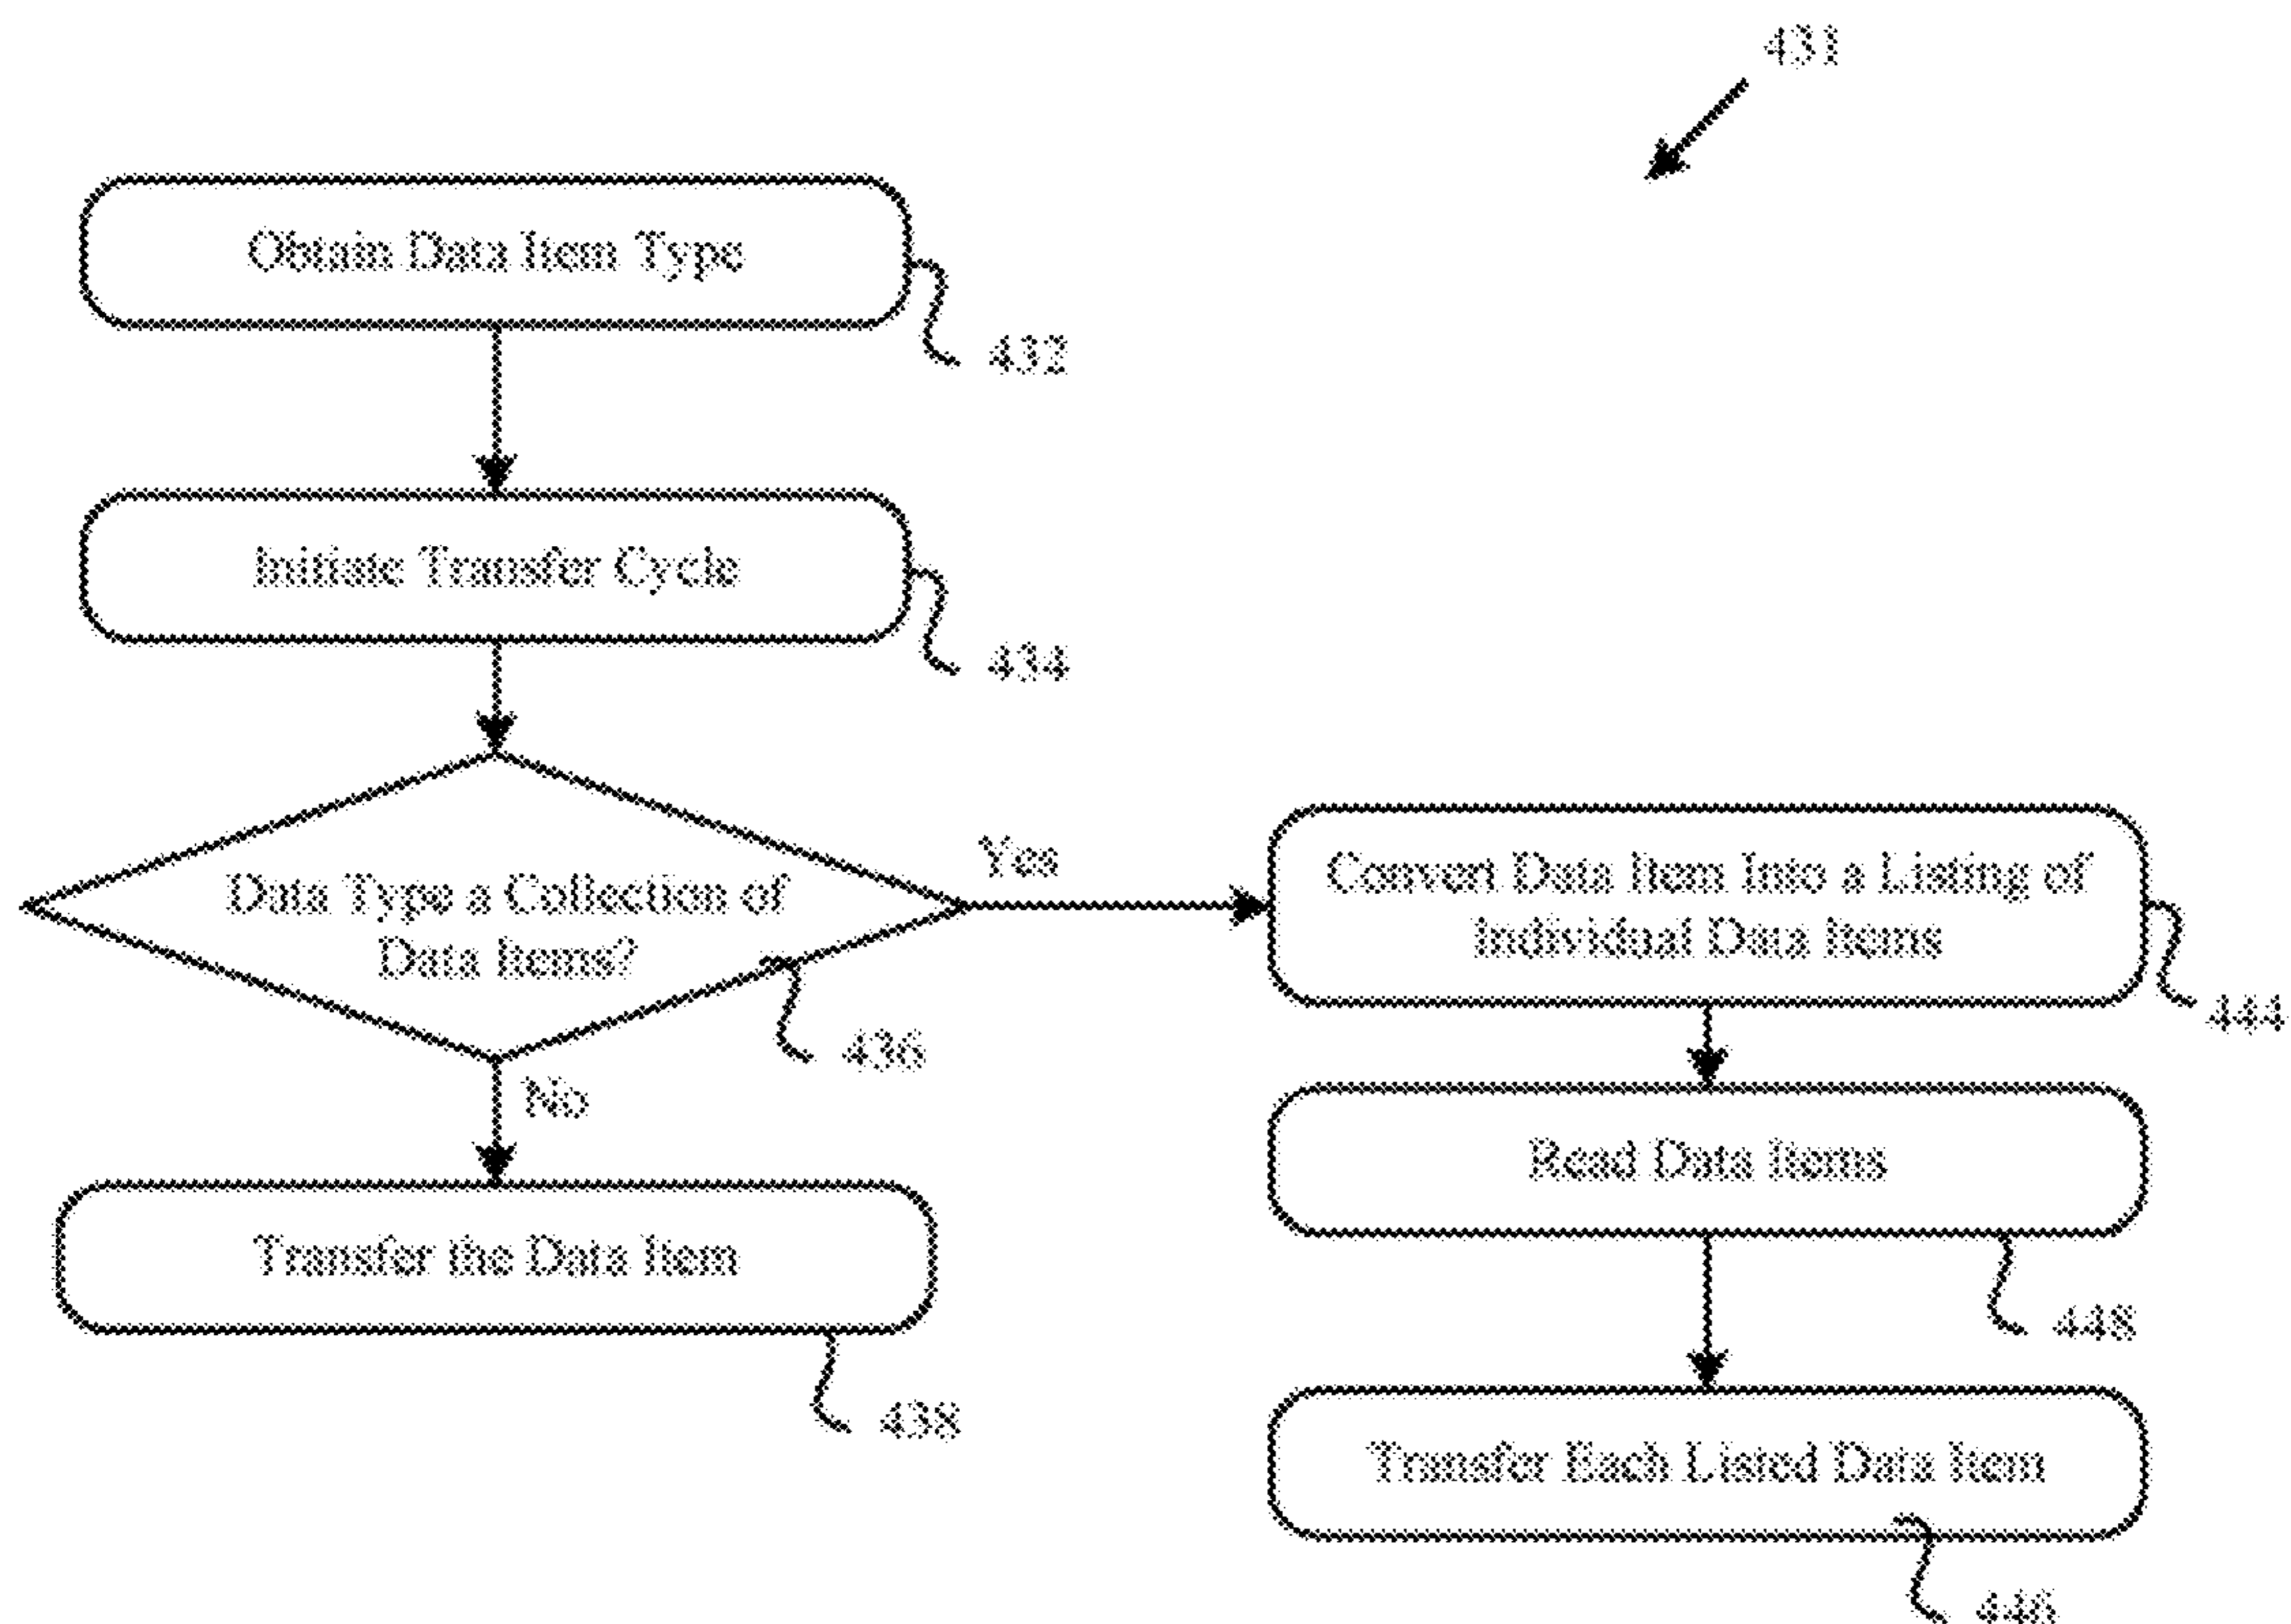 431
Obtain Data Item Type
432
Initiate Transfer Cycle
434
Data Type a Collection of
Data Items?
436
Yes
No
Transfer the Data Item
438
Convert Data Item Into a Listing of
Individual Data Items
444
Read Data Items
448
Transfer Each Listed Data Item